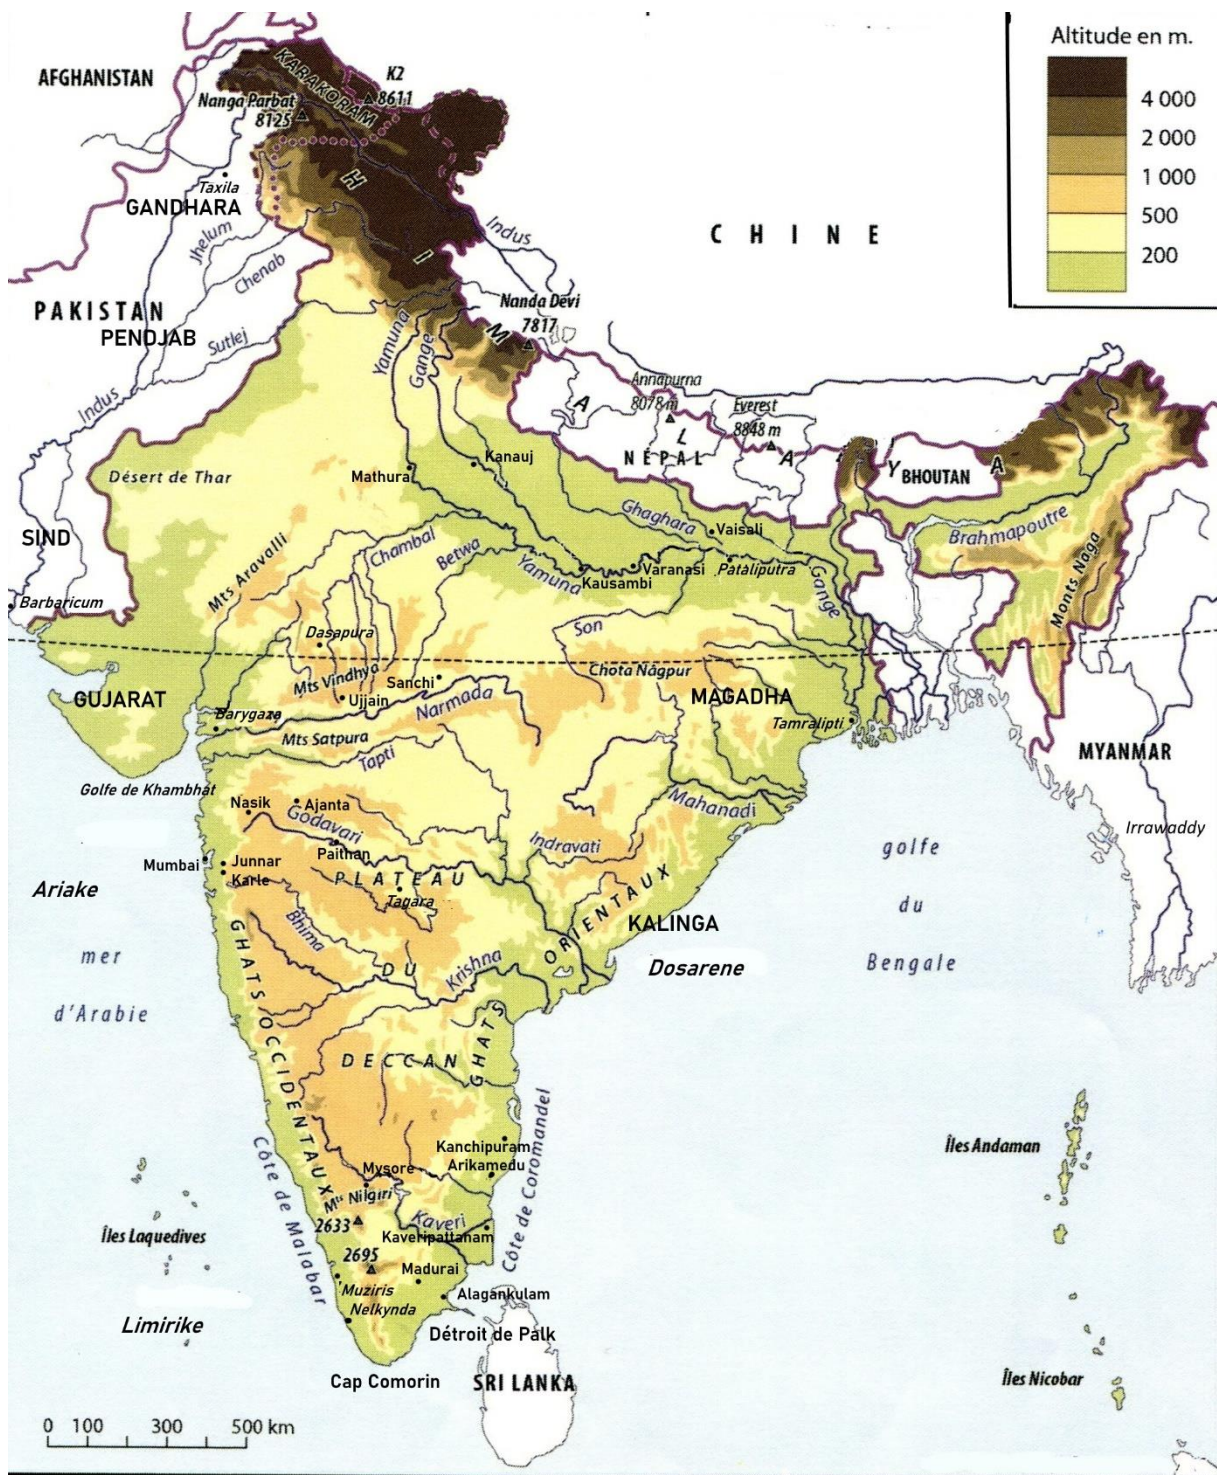 Altitude en m.
4 000
2 000
1 000
500
200
AFGHANISTAN
KARAKORAM
K2
8611
Nanga Parbat
8125
Taxila
GANDHARA
HIMALAYA
CHINE
Indus
Jhelum
Chenab
PAKISTAN
PENDJAB
Sutlej
Indus
Yamuna
Gange
Nanda Devi
7817
Annapurna
8078 m
Everest
8848 m
NÉPAL
BHOUTAN
Kanauj
Mathura
Désert de Thar
SIND
Ghaghara
Vaisali
Brahmapoutre
Monts Naga
Mts Aravalli
Chambal
Betwa
Yamuna
Kausambi
Varanasi
Pataliputra
Gange
Barbaricum
Son
Dasapura
Mts Vindhya
Sanchi
Ujjain
Chota Nâgpur
MAGADHA
GUJARAT
Barygaza
Narmada
Mts Satpura
Tapti
Tamralipti
MYANMAR
Golfe de Khambhat
Nasik
Ajanta
Godavari
Paithan
Mahanadi
Indravati
Irrawaddy
Mumbai
Junnar
Karle
PLATEAU
DU
DECCAN
Tagara
Ariake
golfe
du
Bengale
KALINGA
Dosarene
GHATS ORIENTAUX
GHATS OCCIDENTAUX
Bhima
Krishna
mer
d'Arabie
Kanchipuram
Arikamedu
Mysore
Mts Nilgiri
2633
2695
Kaveri
Kaveripattanam
Côte de Coromandel
Côte de Malabar
Îles Andaman
Îles Laquedives
Madurai
Muziris
Nelkynda
Alagankulam
Limirike
Détroit de Palk
Cap Comorin
SRI LANKA
Îles Nicobar
0 100 300 500 km